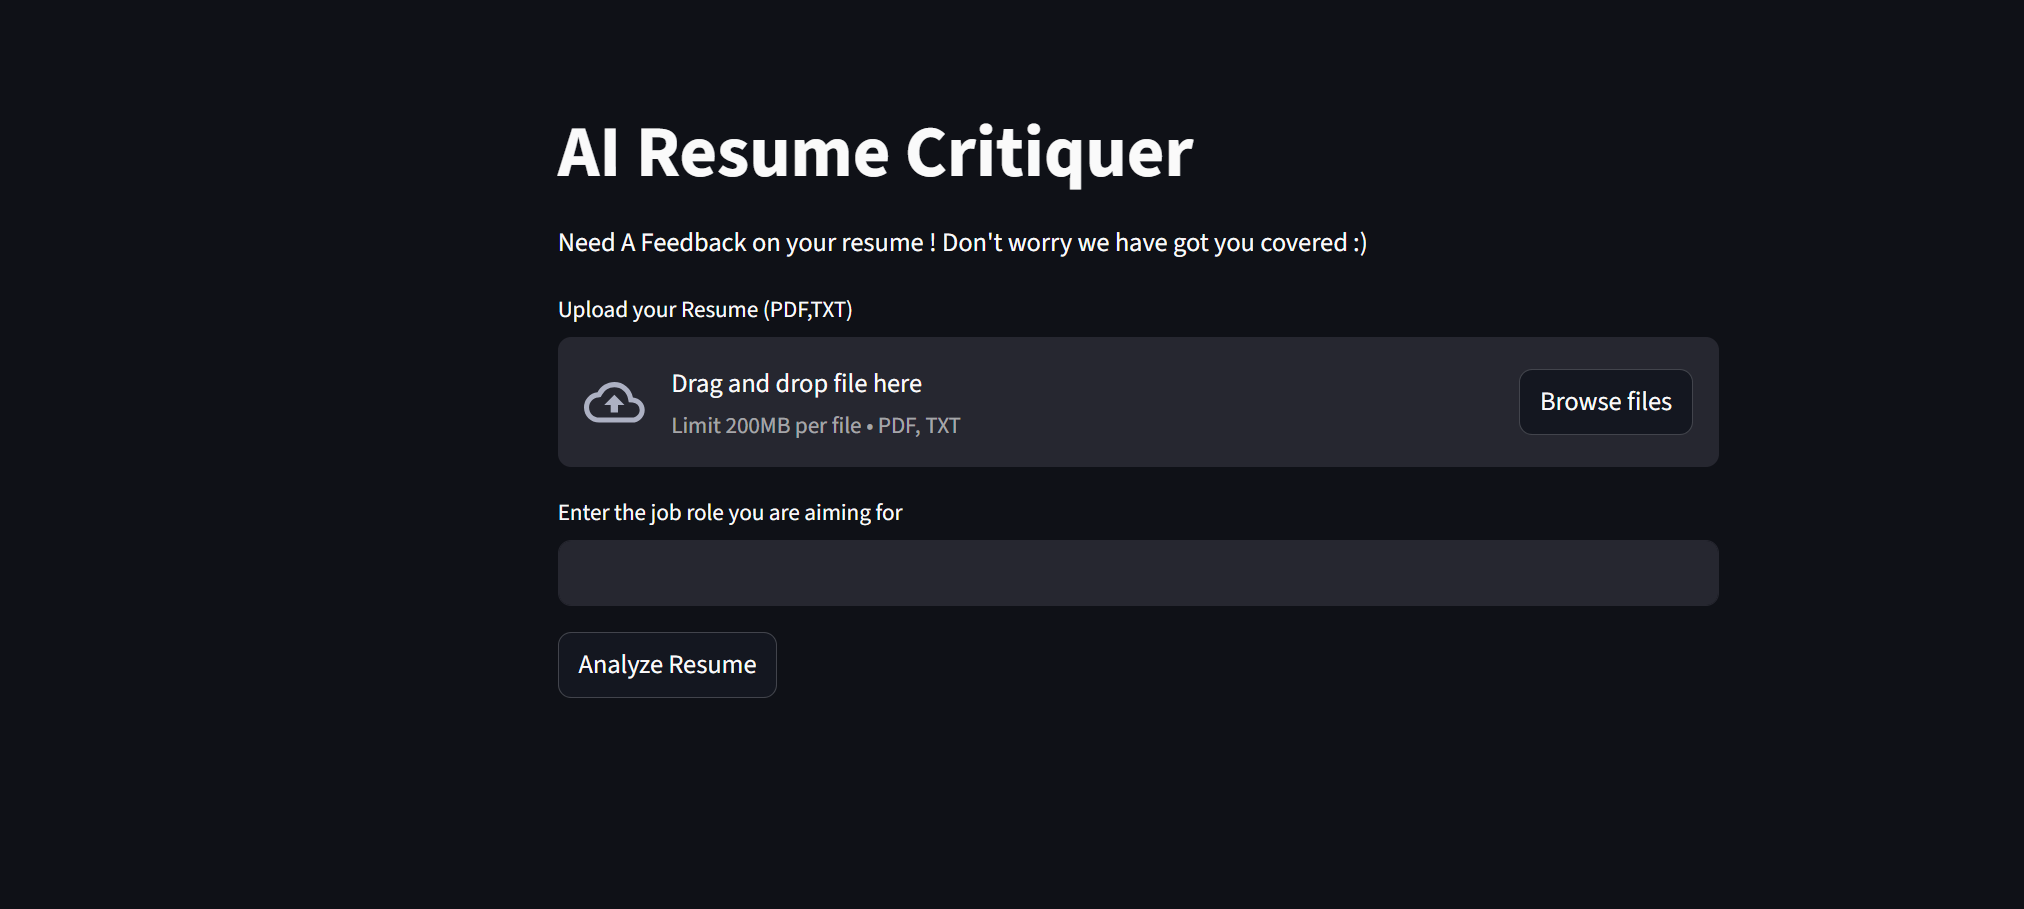 AI Resume Critiquer
Need A Feedback on your resume ! Don't worry we have got you covered :)
Upload your Resume (PDF,TXT)
Drag and drop file here
Limit 200MB per file • PDF, TXT
Browse files
Enter the job role you are aiming for
Analyze Resume